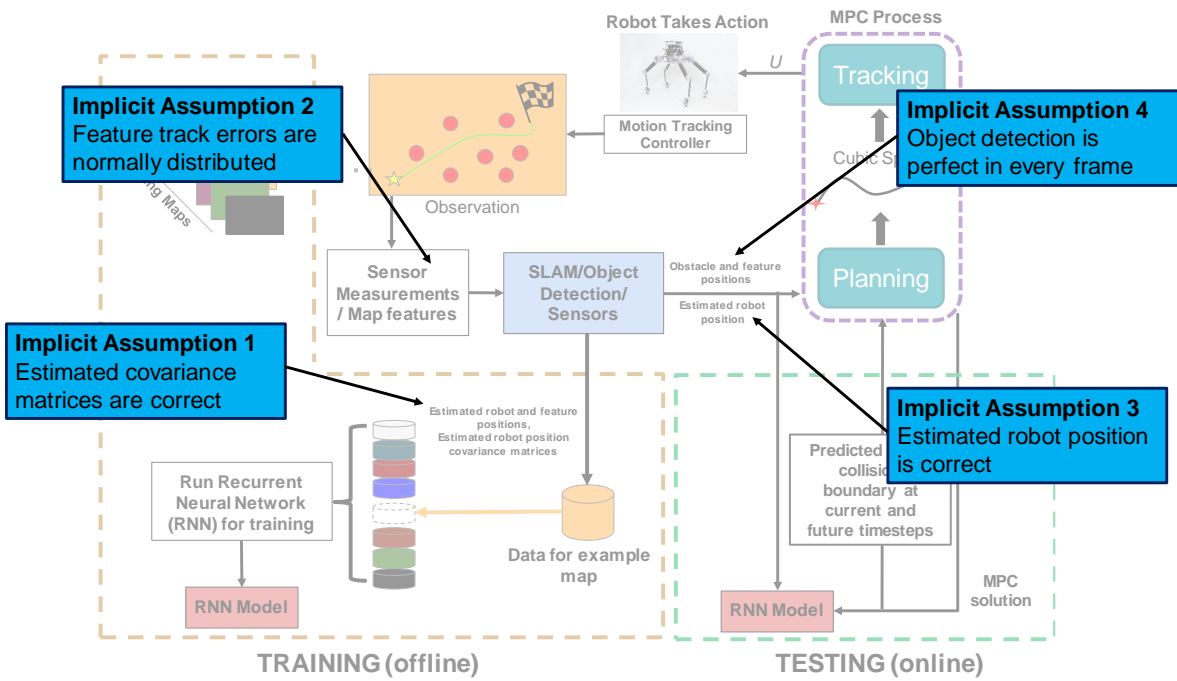 Robot Takes Action
MPC Process
Tracking
U
Implicit Assumption 2
Feature track errors are
normally distributed
Implicit Assumption 4
Object detection is
perfect in every frame
Motion Tracking
Controller
Cubic
Maps
Observation
Sensor
Measurements
/ Map features
SLAM/Object
Detection/
Sensors
Obstacle and feature
positions
Estimated robot
position
Planning
Implicit Assumption 1
Estimated covariance
matrices are correct
Implicit Assumption 3
Estimated robot position
is correct
Estimated robot and feature
positions,
Estimated robot position
covariance matrices
Predicted
boundary at
current and
future timesteps
Run Recurrent
Neural Network
(RNN) for training
Data for example
map
RNN Model
RNN Model
MPC
solution
TRAINING (offline)
TESTING (online)